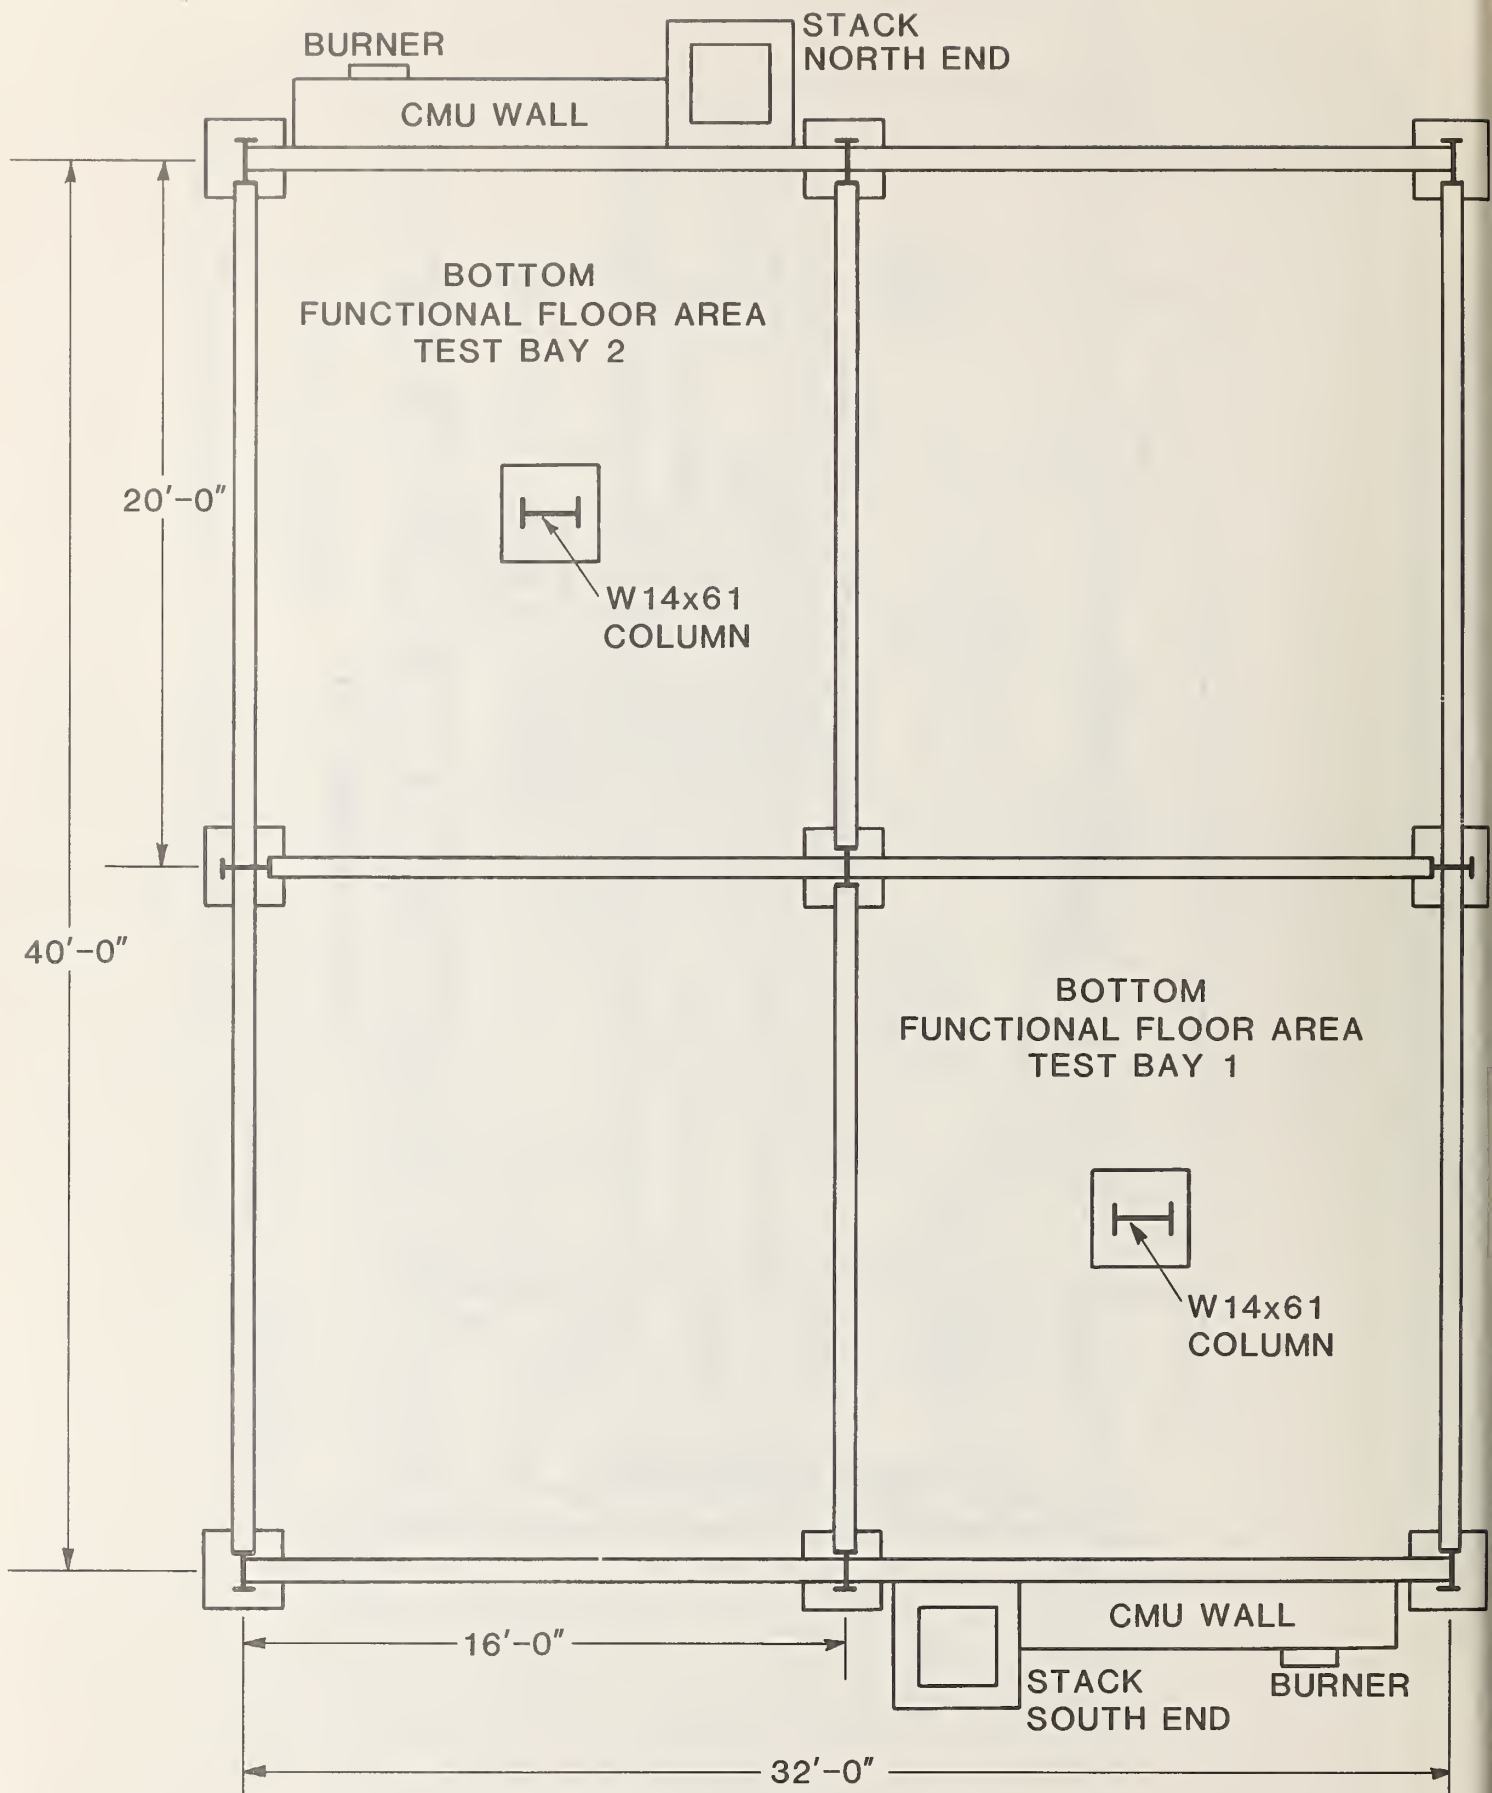 BURNER
STACK
NORTH END
CMU WALL
BOTTOM
FUNCTIONAL FLOOR AREA
TEST BAY 2
20'-0"
W14x61
COLUMN
40'-0"
BOTTOM
FUNCTIONAL FLOOR AREA
TEST BAY 1
W14x61
COLUMN
CMU WALL
16'-0"
STACK
SOUTH END
BURNER
32'-0"